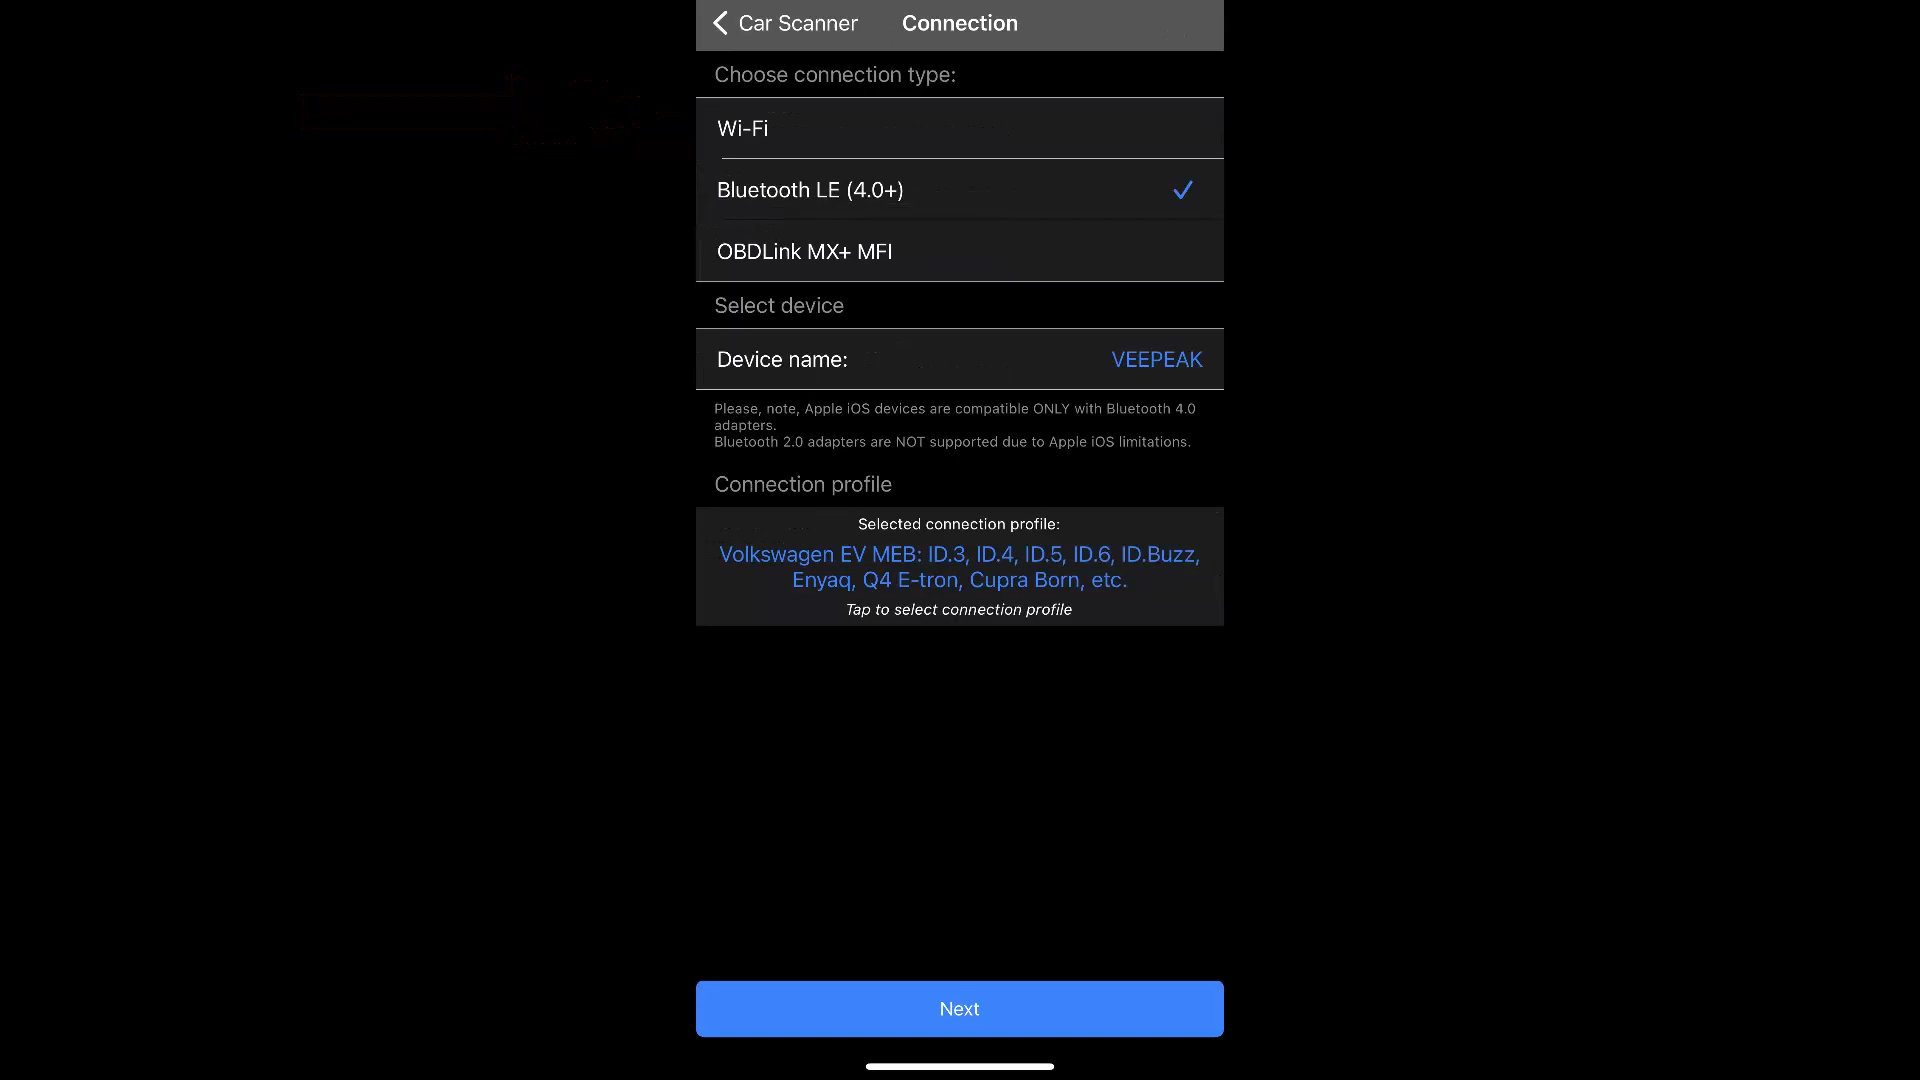 Car Scanner
Connection
Choose connection type:
Wi-Fi
Bluetooth LE (4.0+)
OBDLink MX+ MFI
Select device
Device name:
VEEPEAK
Please, note, Apple iOS devices are compatible ONLY with Bluetooth 4.0
adapters.
Bluetooth 2.0 adapters are NOT supported due to Apple iOS limitations.
Connection profile
Selected connection profile:
Volkswagen EV MEB: ID.3, ID.4, ID.5, ID.6, ID.Buzz,
Enyaq, Q4 E-tron, Cupra Born, etc.
Tap to select connection profile
Next